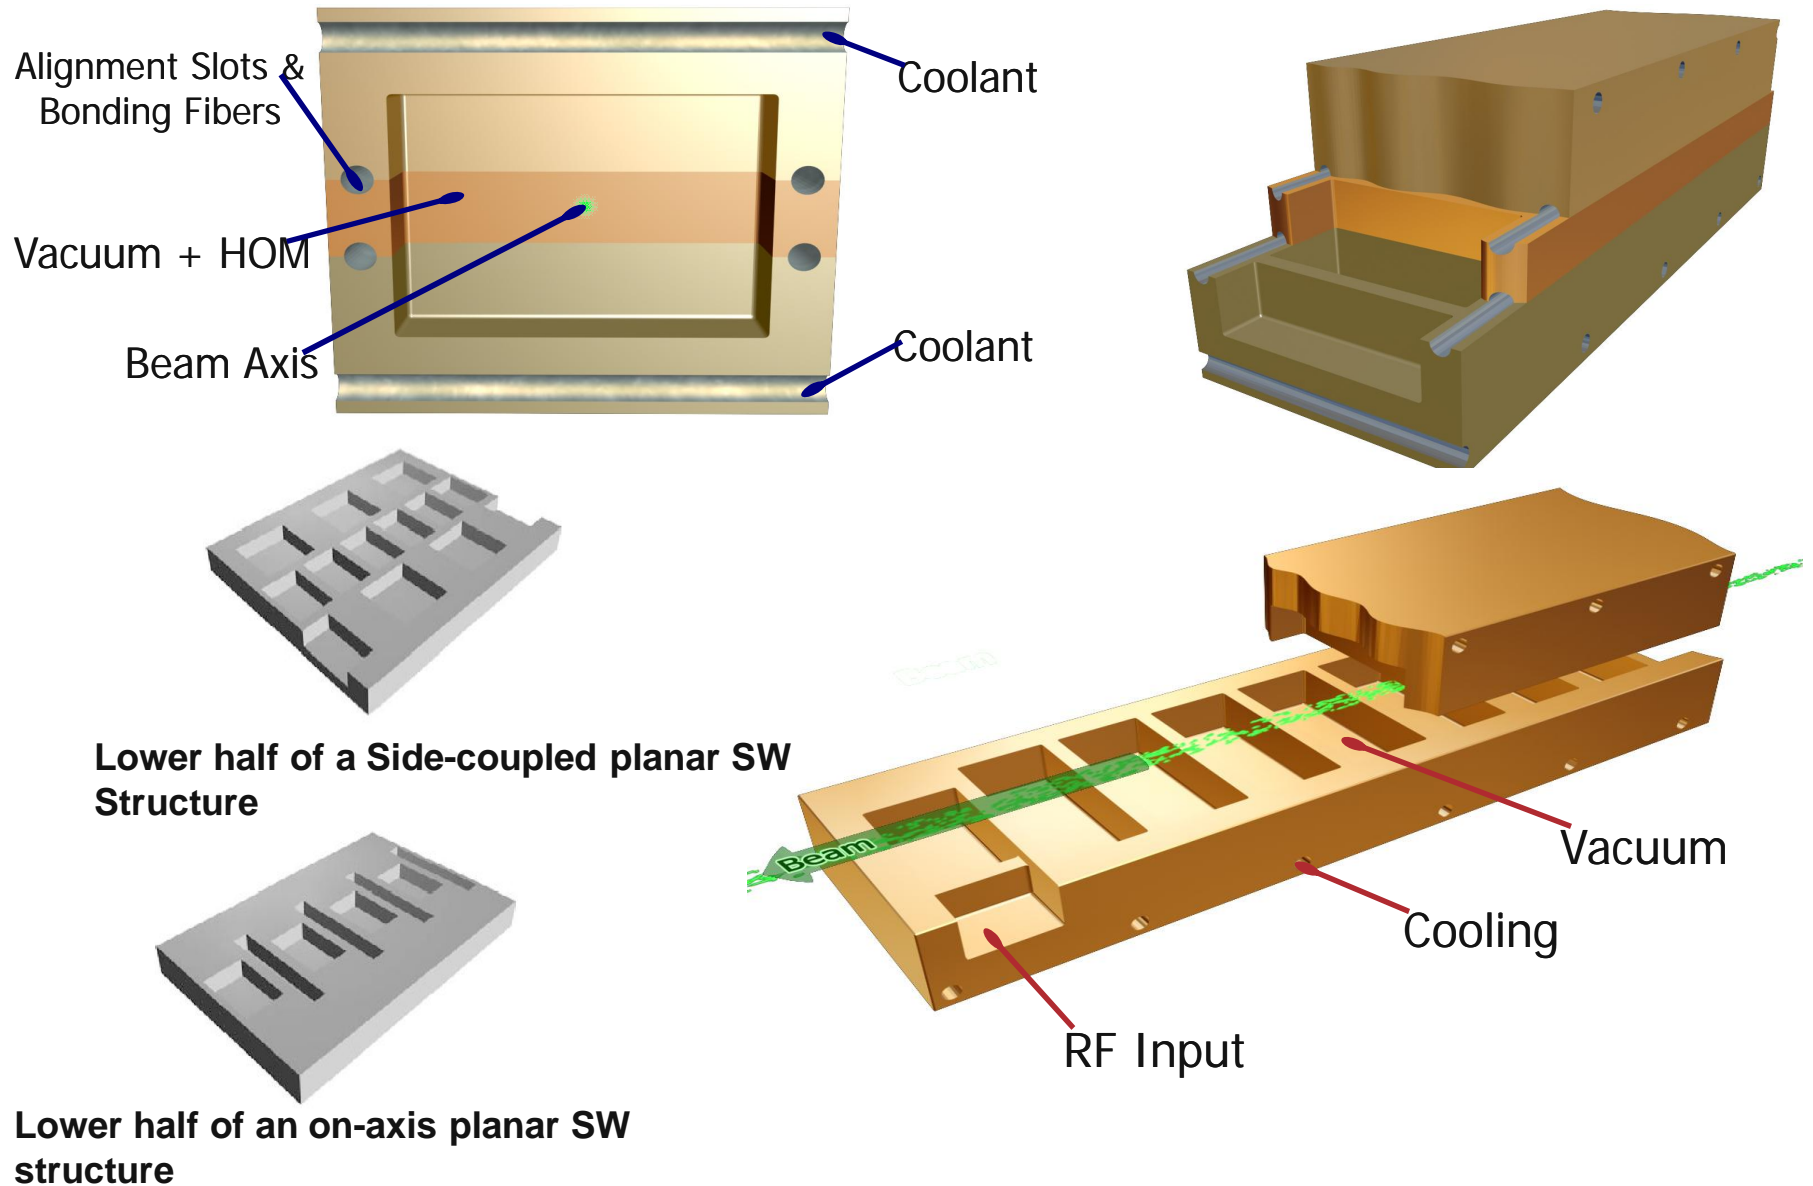 Alignment Slots &
Bonding Fibers
Coolant
Vacuum + HOM
Beam Axis
Coolant
Lower half of a Side-coupled planar SW
Structure
Beam
Beam
Vacuum
Cooling
RF Input
Lower half of an on-axis planar SW
structure